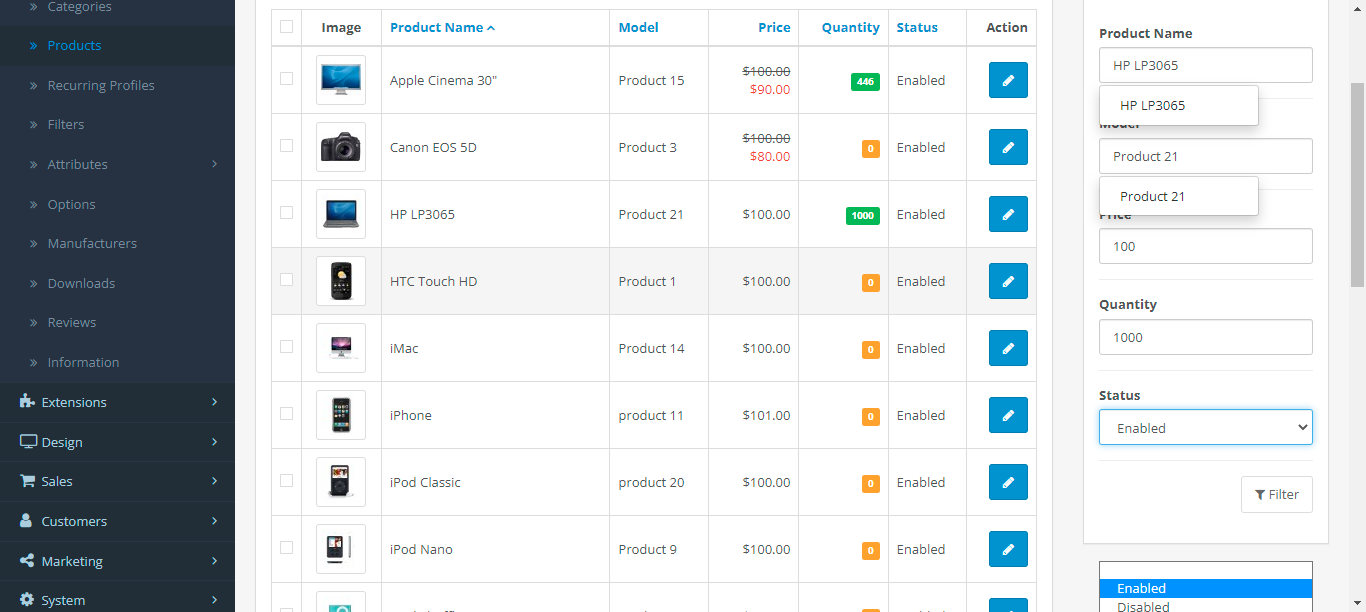 Categories
Products
Recurring Profiles
Filters
Attributes
Options
Manufacturers
Downloads
Reviews
Information
Extensions
Design
Sales
Customers
Marketing
System
Image Product Name Model Price Quantity Status Action
Apple Cinema 30" Product 15 $100.00 $90.00 446 Enabled
Canon EOS 5D Product 3 $100.00 $80.00 0 Enabled
HP LP3065 Product 21 $100.00 1000 Enabled
HTC Touch HD Product 1 $100.00 0 Enabled
iMac Product 14 $100.00 0 Enabled
iPhone product 11 $101.00 0 Enabled
iPod Classic product 20 $100.00 0 Enabled
iPod Nano Product 9 $100.00 0 Enabled
Product Name
HP LP3065
HP LP3065
Model
Product 21
Product 21
Price
100
Quantity
1000
Status
Enabled
Filter
Enabled
Disabled